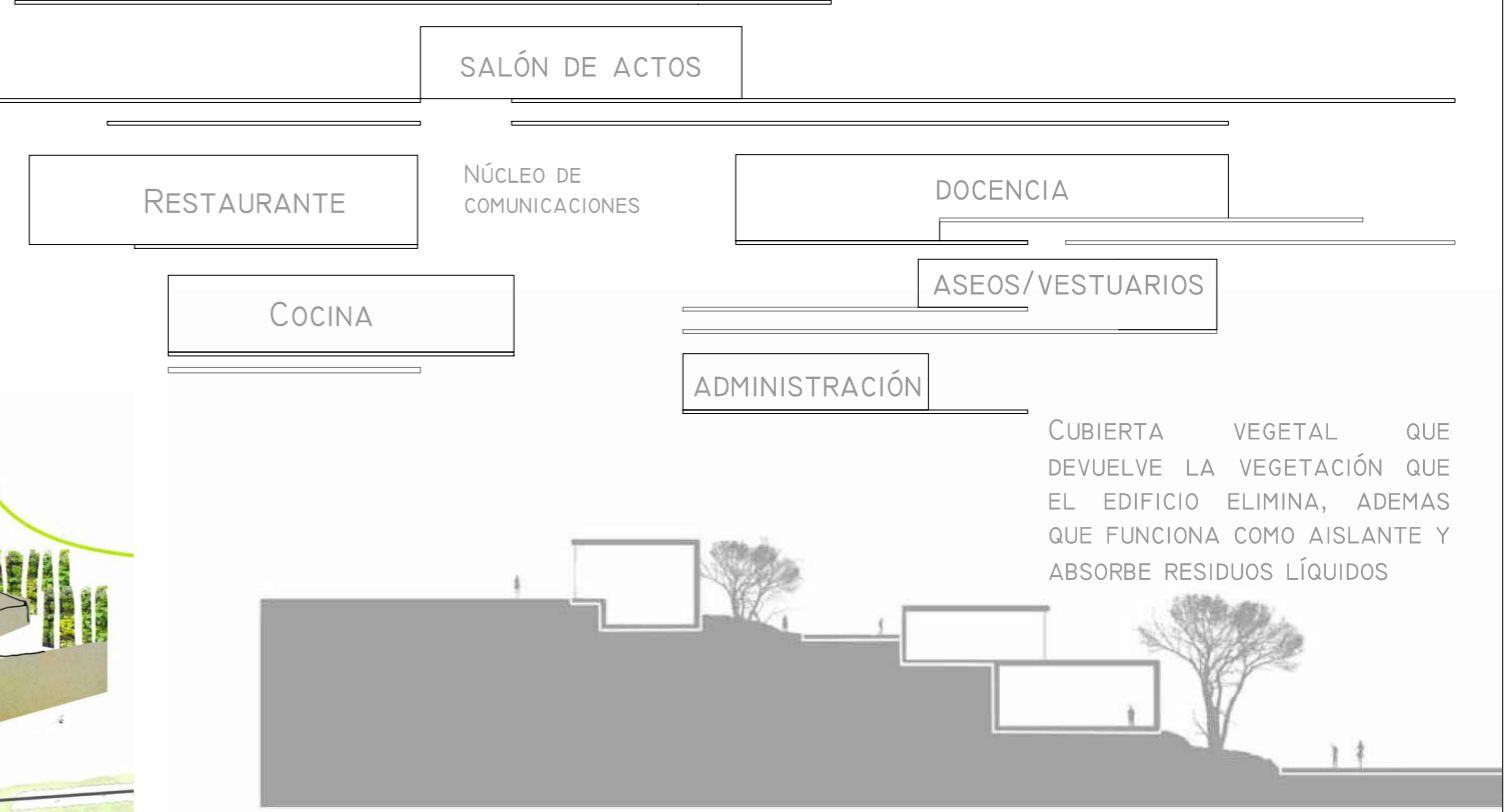 SALÓN DE ACTOS
RESTAURANTE
NÚCLEO DE
COMUNICACIONES
DOCENCIA
ASEOS/VESTUARIOS
COCINA
ADMINISTRACIÓN
CUBIERTA VEGETAL QUE
DEVUELVE LA VEGETACIÓN QUE
EL EDIFICIO ELIMINA, ADEMAS
QUE FUNCIONA COMO AISLANTE Y
ABSORBE RESIDUOS LÍQUIDOS